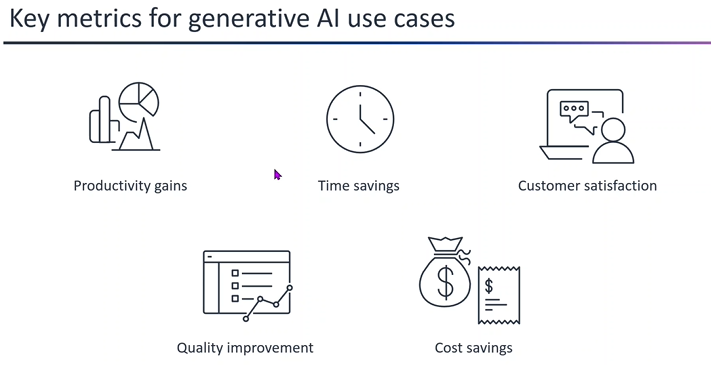 Key metrics for generative AI use cases
Productivity gains
Time savings
Customer satisfaction
$
$
Quality improvement
Cost savings